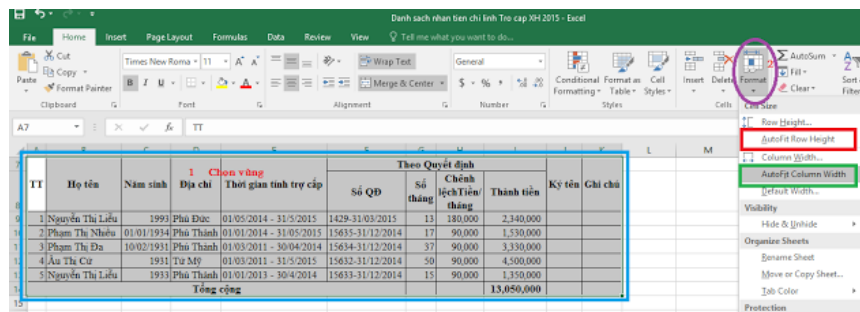 Danh sach nhan tien chi linh Tro cap XH 2015 - Excel
File Home Insert Page Layout Formulas Data Review View Tell me what you want to do...
Cut
Copy
Format Painter
Paste
Clipboard
Times New Roma 11 A A
B I U A
Font
Wrap Text
Merge & Center
Alignment
General
$ % ,
Number
Conditional Formatting
Format as Table
Cell Styles
Styles
Insert Delete Format
Cells
AutoSum
Fill
Clear
Sort
Filter
A7 fx TT
Cell Size
Row Height...
AutoFit Row Height
Column Width...
AutoFit Column Width
Default Width...
Visibility
Hide & Unhide
Organize Sheets
Rename Sheet
Move or Copy Sheet...
Tab Color
Protection
L M
1 Chọn vùng
Theo Quyết định
TT Họ tên Năm sinh Địa chỉ Thời gian tính trợ cấp Số QĐ Số tháng Chênh lệchTiền/ tháng Thành tiền Ký tên Ghi chú
1 Nguyễn Thị Liễu 1993 Phú Đức 01/05/2014 - 31/5/2015 1429-31/03/2015 13 180,000 2,340,000
2 Phạm Thị Nhiều 01/01/1934 Phú Thành 01/01/2014 - 31/05/2015 15635-31/12/2014 17 90,000 1,530,000
3 Phạm Thị Đa 10/02/1931 Phú Thành 01/03/2011 - 30/04/2014 15634-31/12/2014 37 90,000 3,330,000
4 Âu Thị Cừ 1931 Tư Mỹ 01/03/2011 - 31/5/2015 15632-31/12/2014 50 90,000 4,500,000
5 Nguyễn Thị Liễu 1933 Phú Thành 01/01/2013 - 30/4/2014 15633-31/12/2014 15 90,000 1,350,000
Tổng cộng 13,050,000
15